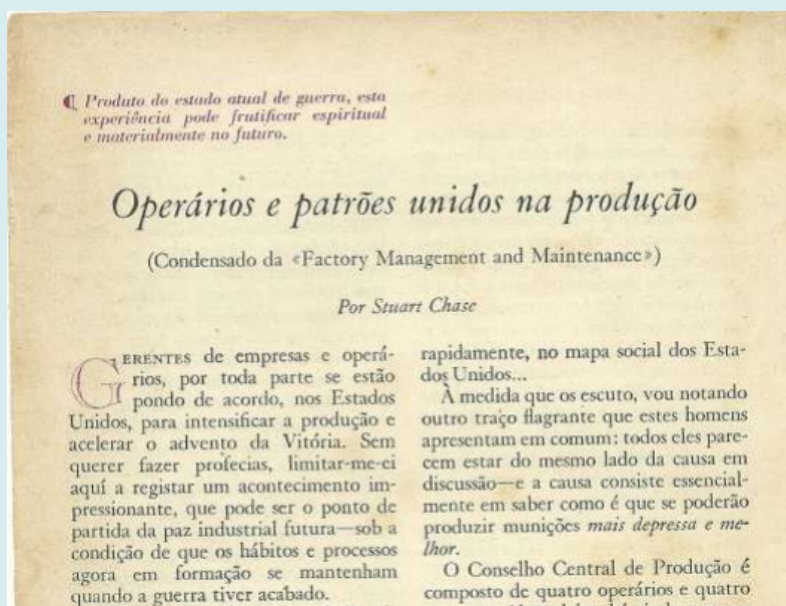 ¶ Produto do estado atual de guerra, esta
experiência pode frutificar espiritual
e materialmente no futuro.
Operários e patrões unidos na produção
(Condensado da «Factory Management and Maintenance»)
Por Stuart Chase
GERENTES de empresas e operá-
rios, por toda parte se estão
pondo de acordo, nos Estados
Unidos, para intensificar a produção e
acelerar o advento da Vitória. Sem
querer fazer profecias, limitar-me-ei
aquí a registar um acontecimento im-
pressionante, que pode ser o ponto de
partida da paz industrial futura—sob a
condição de que os hábitos e processos
agora em formação se mantenham
quando a guerra tiver acabado.
rapidamente, no mapa social dos Esta-
dos Unidos...
À medida que os escuto, vou notando
outro traço flagrante que estes homens
apresentam em comum: todos eles pare-
cem estar do mesmo lado da causa em
discussão—e a causa consiste essencial-
mente em saber como é que se poderão
produzir munições mais depressa e me-
lhor.
O Conselho Central de Produção é
composto de quatro operários e quatro